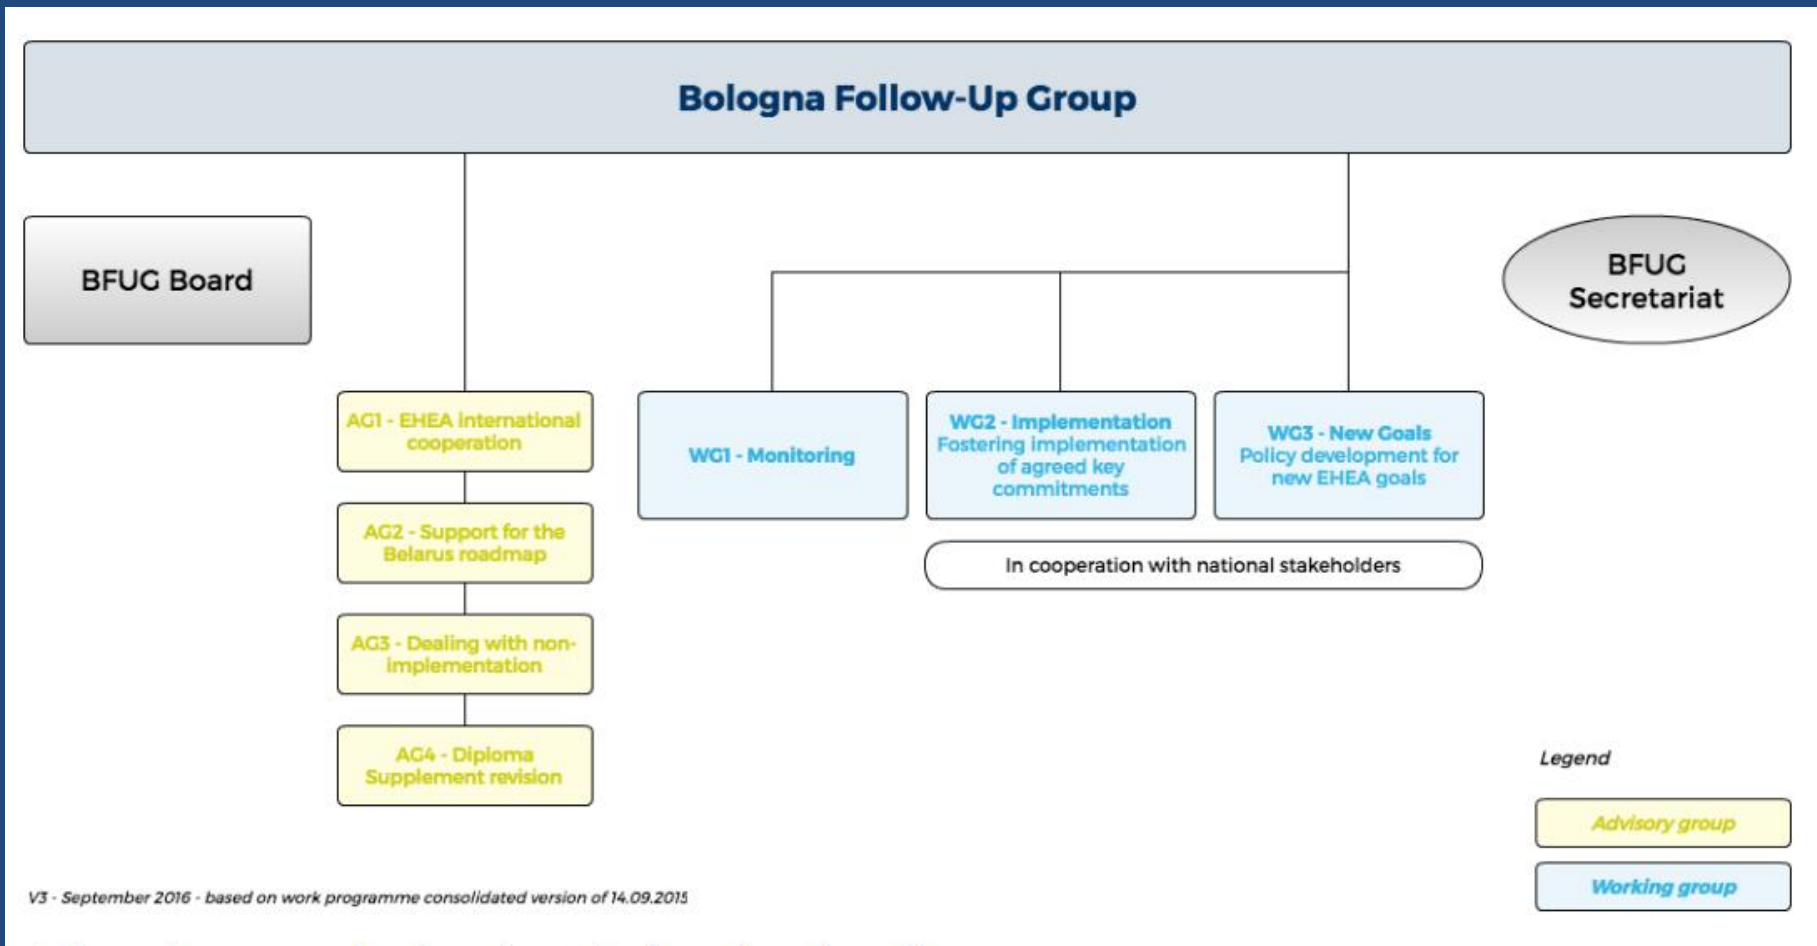 Bologna Follow-Up Group
BFUG Board
BFUG
Secretariat
AG1 - EHEA international
cooperation
AG2 - Support for the
Belarus roadmap
AG3 - Dealing with non-
implementation
AG4 - Diploma
Supplement revision
WG1 - Monitoring
WG2 - Implementation
Fostering implementation
of agreed key
commitments
WG3 - New Goals
Policy development for
new EHEA goals
In cooperation with national stakeholders
Legend
Advisory group
Working group
V3 - September 2016 - based on work programme consolidated version of 14.09.2015